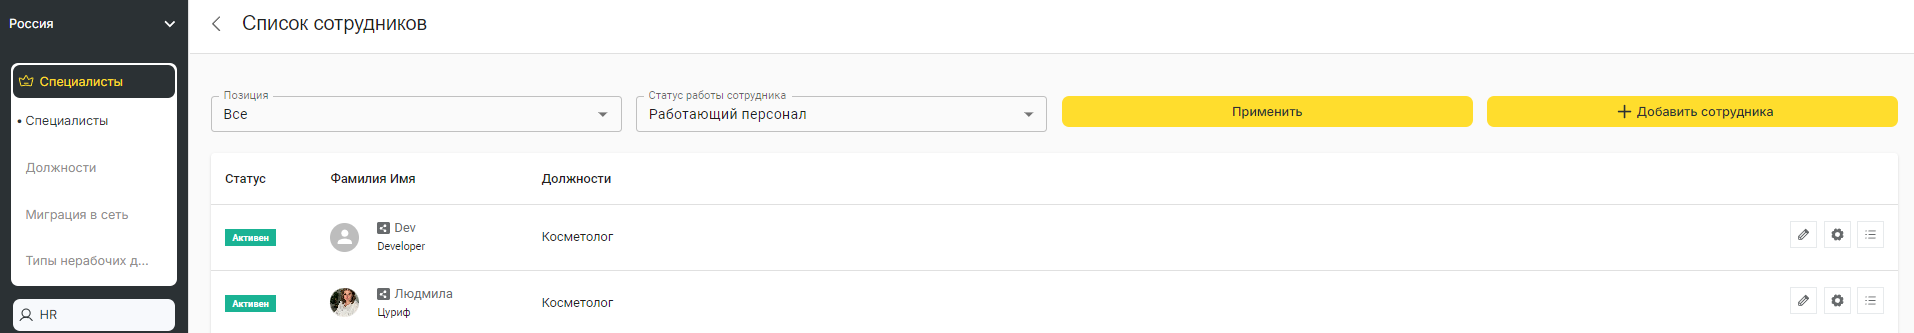 Россия
Специалисты
Специалисты
Должности
Миграция в сеть
Типы нерабочих д...
HR
Список сотрудников
Позиция
Все
Статус работы сотрудника
Работающий персонал
Применить
Добавить сотрудника
Статус Фамилия Имя Должности
Активен Dev Developer Косметолог
Активен Людмила Цуриф Косметолог